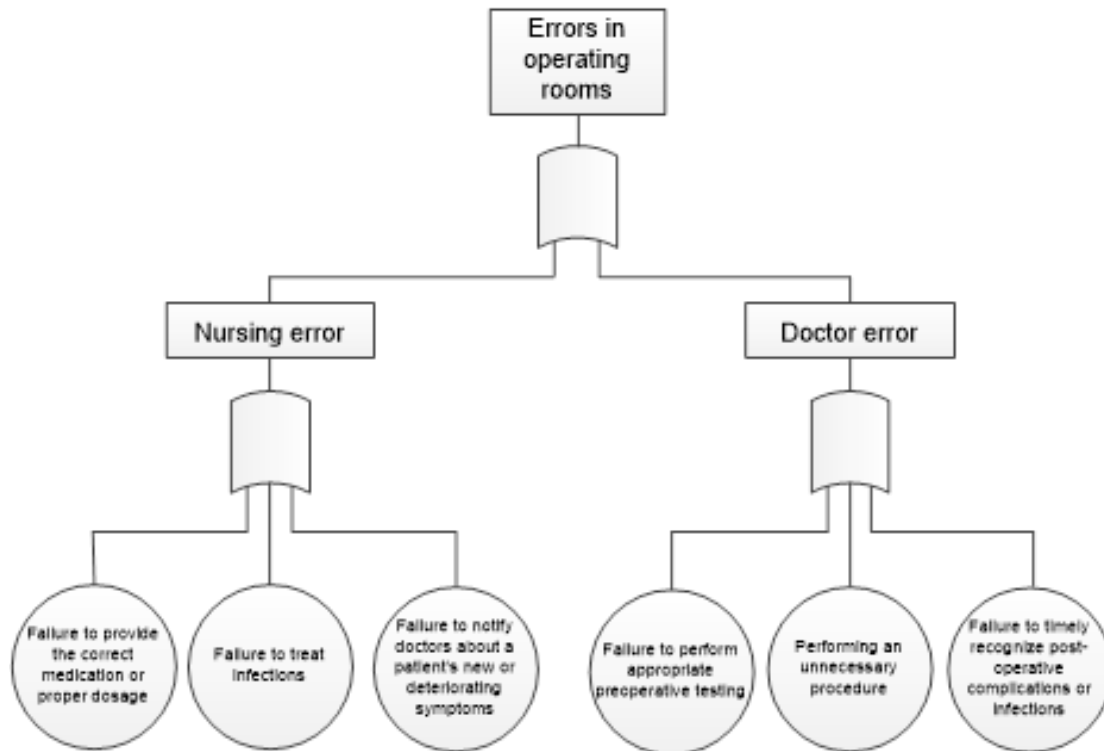 Errors in
operating
rooms
Nursing error
Doctor error
Failure to provide
the correct
medication or
proper dosage
Failure to treat
infections
Failure to notify
doctors about a
patient's new or
deteriorating
symptoms
Failure to perform
appropriate
preoperative testing
Performing an
unnecessary
procedure
Failure to timely
recognize post-
operative
complications or
infections